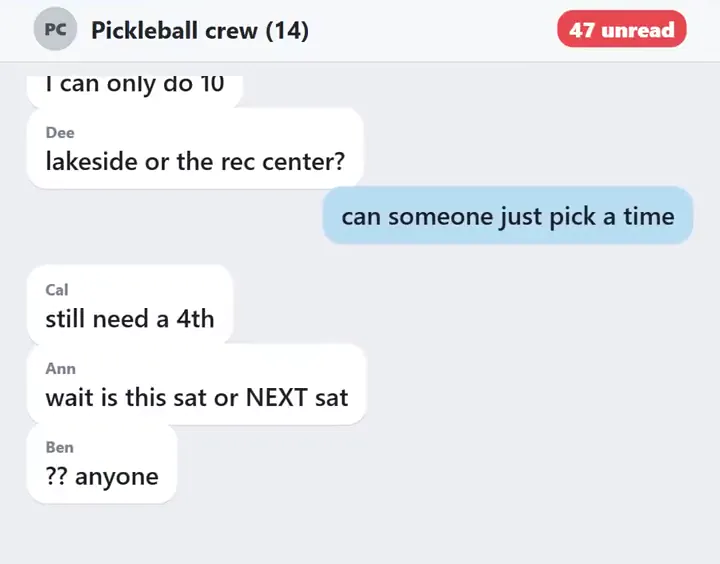 PC
Pickleball crew (14)
47 unread
I can only do 10
Dee
lakeside or the rec center?
can someone just pick a time
Cal
still need a 4th
Ann
wait is this sat or NEXT sat
Ben
?? anyone